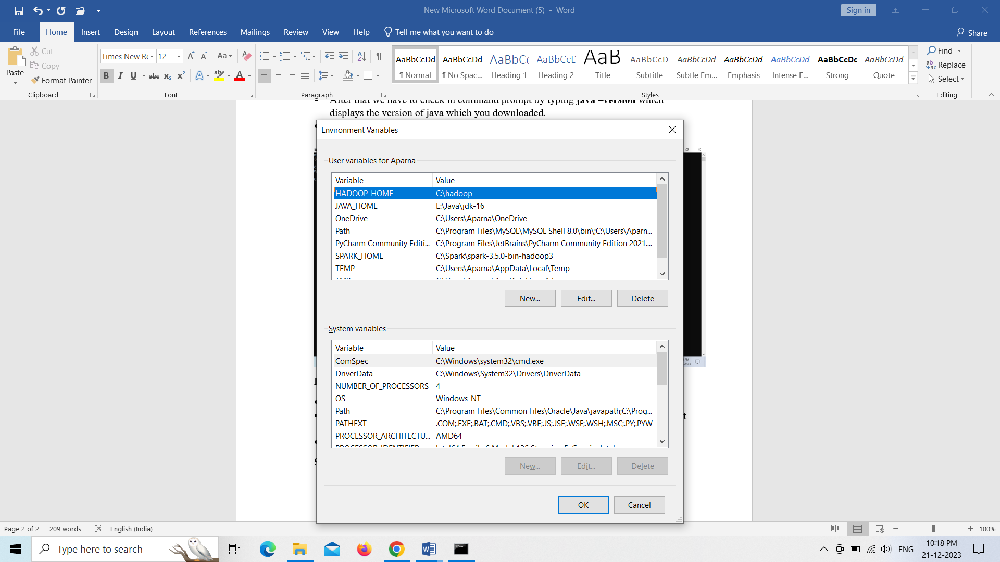 New Microsoft Word Document (5) - Word
Sign in
File Home Insert Design Layout References Mailings Review View Help Tell me what you want to do Share
Paste
Cut
Copy
Format Painter
Clipboard
Times New Ro 12 Aa
B I U abc X₂ X² A ab A
Font
Paragraph
AaBbCcDd AaBbCcDd AaBbCc AaBbCcD AaB AaBbCcD AaBbCcDd AaBbCcDd AaBbCcDd AaBbCcDc AaBbCcDd
¶ Normal ¶ No Spac... Heading 1 Heading 2 Title Subtitle Subtle Em... Emphasis Intense E... Strong Quote
Styles
Find
Replace
Select
Editing
After that we have to check in command prompt by typing java –version which
displays the version of java which you downloaded.
Environment Variables
User variables for Aparna
Variable Value
HADOOP_HOME C:\hadoop
JAVA_HOME E:\Java\jdk-16
OneDrive C:\Users\Aparna\OneDrive
Path C:\Program Files\MySQL\MySQL Shell 8.0\bin\;C:\Users\Aparn...
PyCharm Community Editi... C:\Program Files\JetBrains\PyCharm Community Edition 2021....
SPARK_HOME C:\Spark\spark-3.5.0-bin-hadoop3
TEMP C:\Users\Aparna\AppData\Local\Temp
New... Edit... Delete
System variables
Variable Value
ComSpec C:\Windows\system32\cmd.exe
DriverData C:\Windows\System32\Drivers\DriverData
NUMBER_OF_PROCESSORS 4
OS Windows_NT
Path C:\Program Files\Common Files\Oracle\Java\javapath;C:\Prog...
PATHEXT .COM;.EXE;.BAT;.CMD;.VBS;.VBE;.JS;.JSE;.WSF;.WSH;.MSC;.PY;.PYW
PROCESSOR_ARCHITECTU... AMD64
New... Edit... Delete
OK Cancel
Page 2 of 2 209 words English (India) 100%
Type here to search
ENG
10:18 PM
21-12-2023